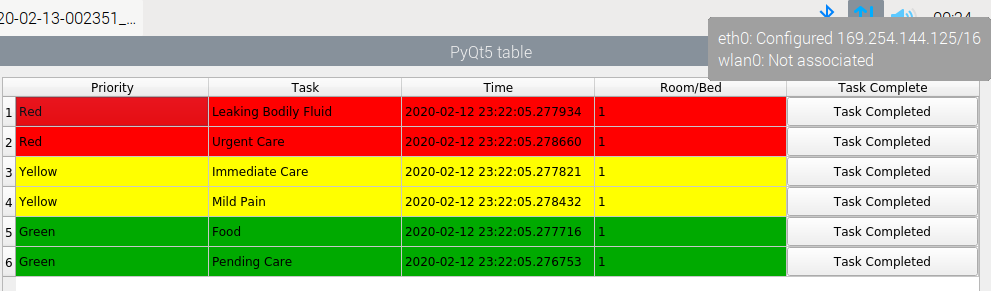 20-02-13-002351_...
eth0: Configured 169.254.144.125/16
wlan0: Not associated
PyQt5 table
Priority Task Time Room/Bed Task Complete
1 Red Leaking Bodily Fluid 2020-02-12 23:22:05.277934 1 Task Completed
2 Red Urgent Care 2020-02-12 23:22:05.278660 1 Task Completed
3 Yellow Immediate Care 2020-02-12 23:22:05.277821 1 Task Completed
4 Yellow Mild Pain 2020-02-12 23:22:05.278432 1 Task Completed
5 Green Food 2020-02-12 23:22:05.277716 1 Task Completed
6 Green Pending Care 2020-02-12 23:22:05.276753 1 Task Completed